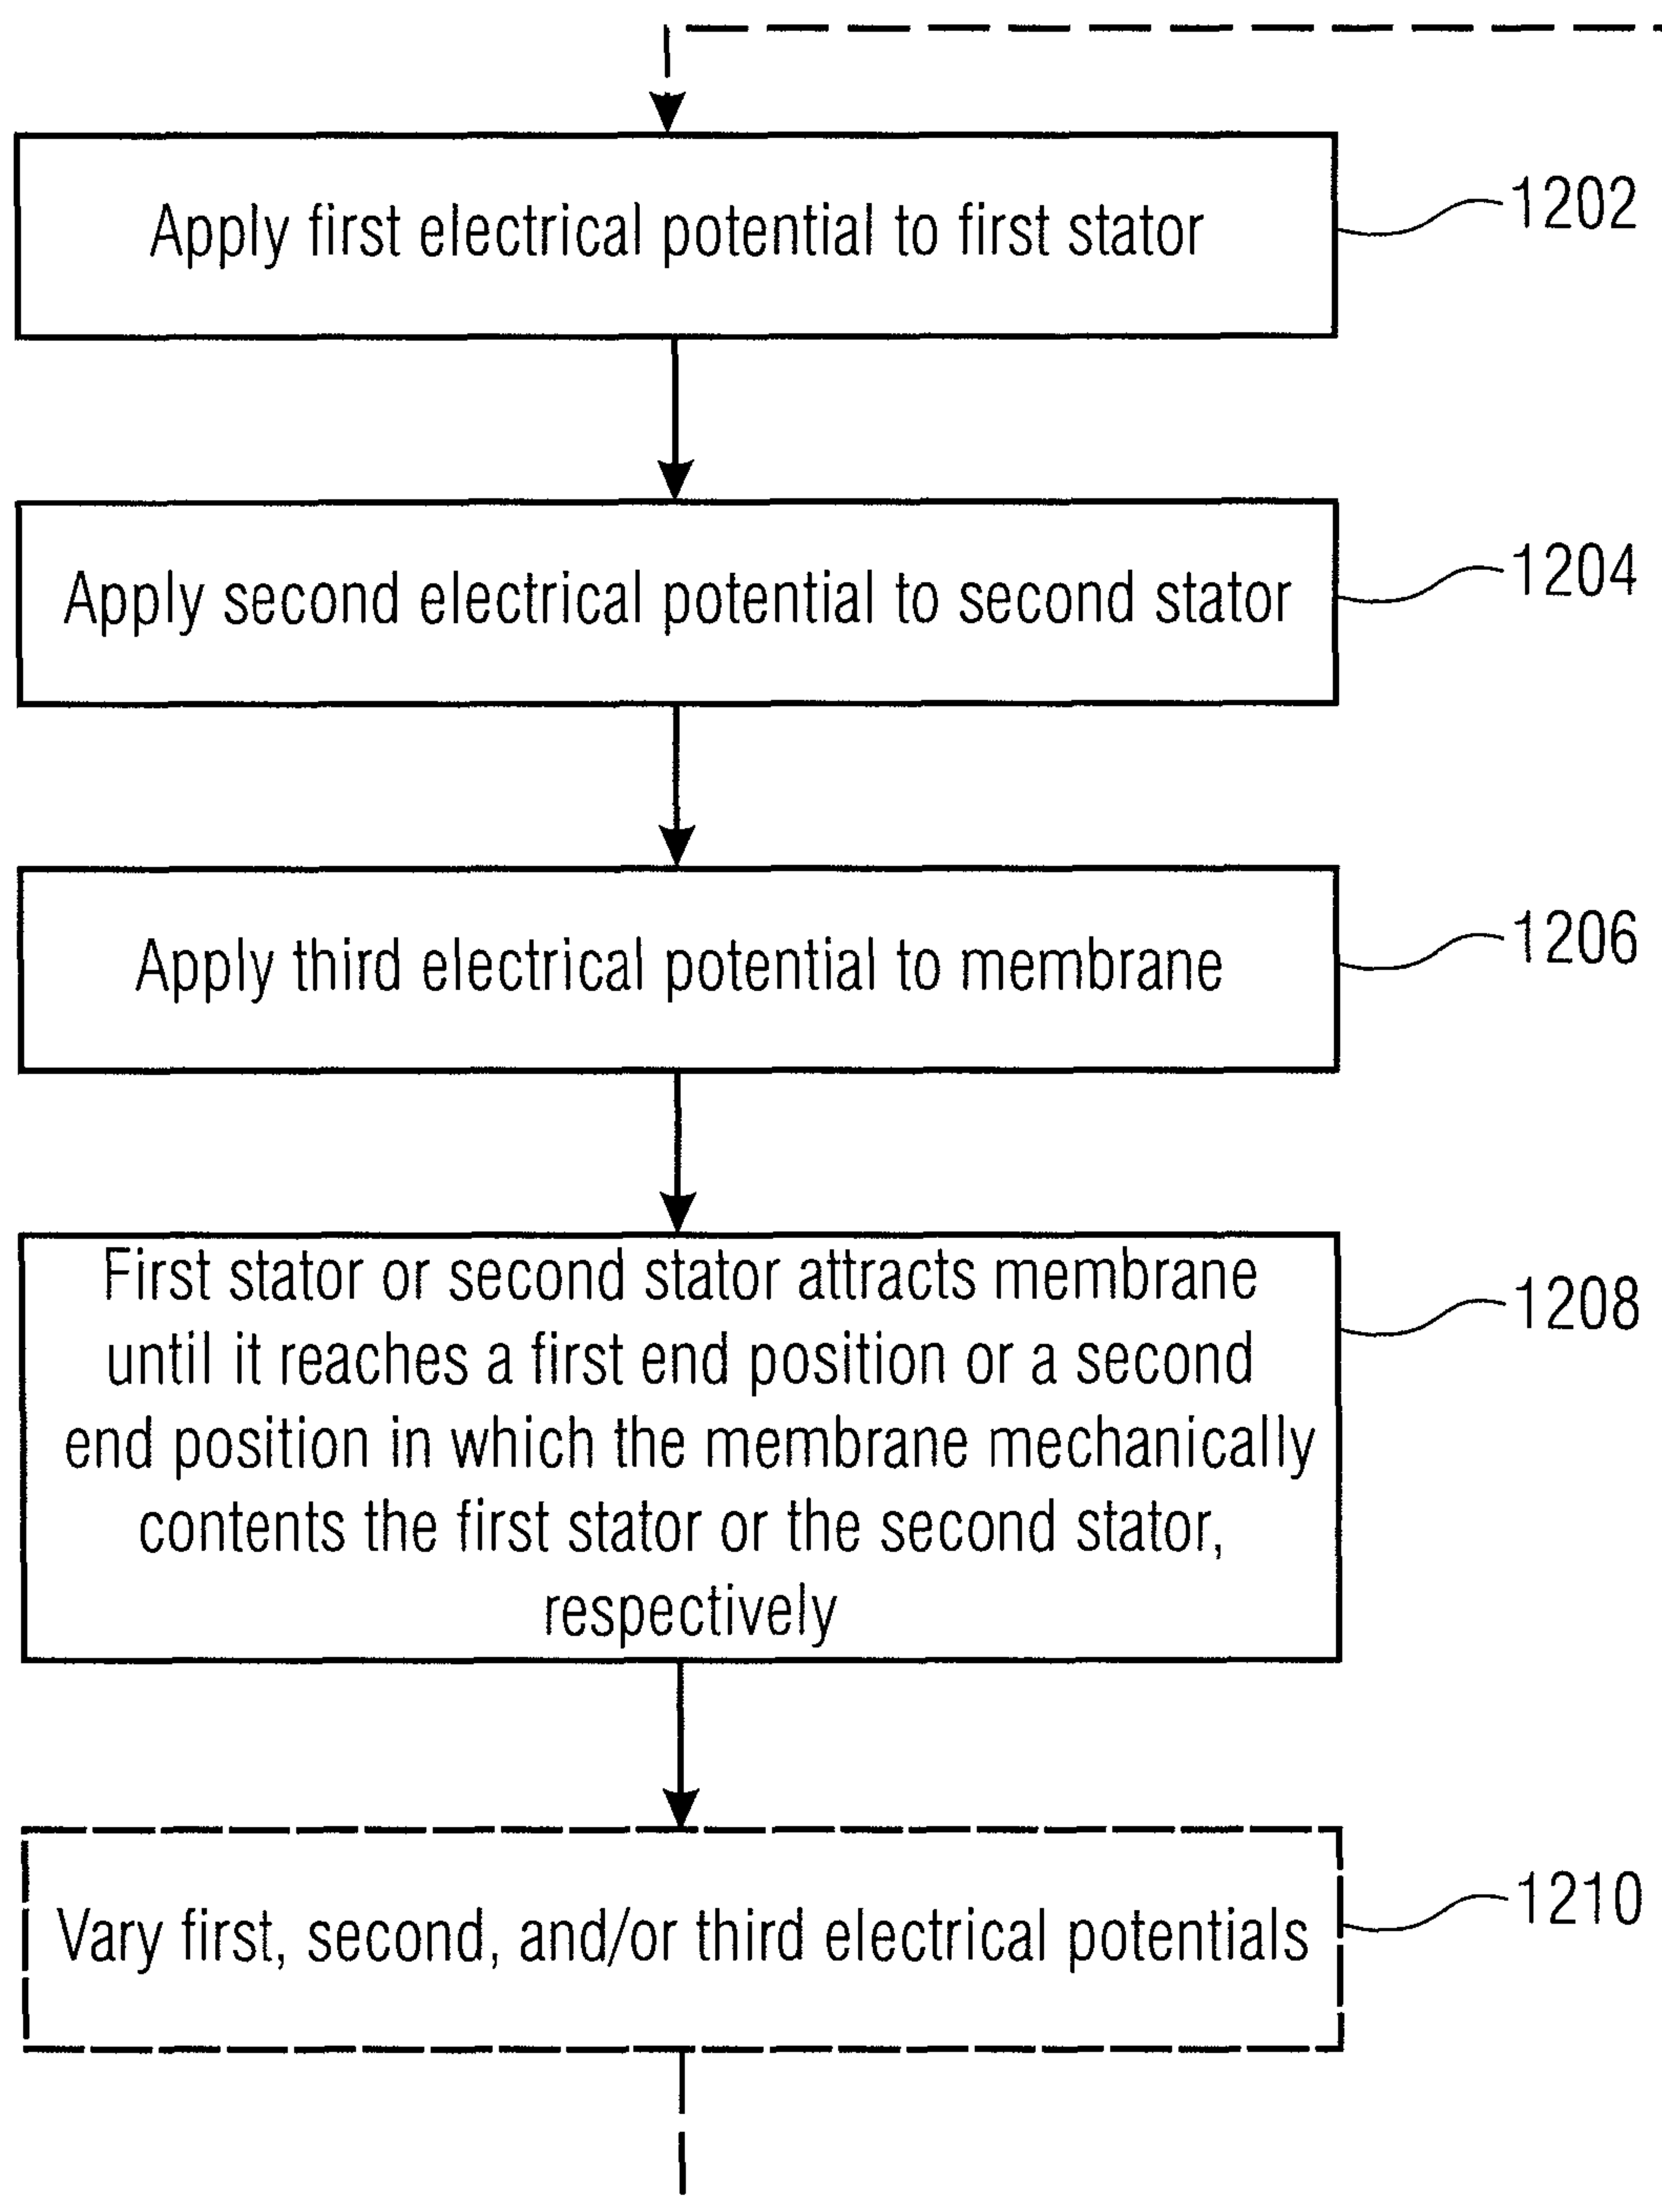 Apply first electrical potential to first stator
1202
Apply second electrical potential to second stator
1204
Apply third electrical potential to membrane
1206
First stator or second stator attracts membrane
until it reaches a first end position or a second
end position in which the membrane mechanically
contents the first stator or the second stator,
respectively
1208
Vary first, second, and/or third electrical potentials
1210